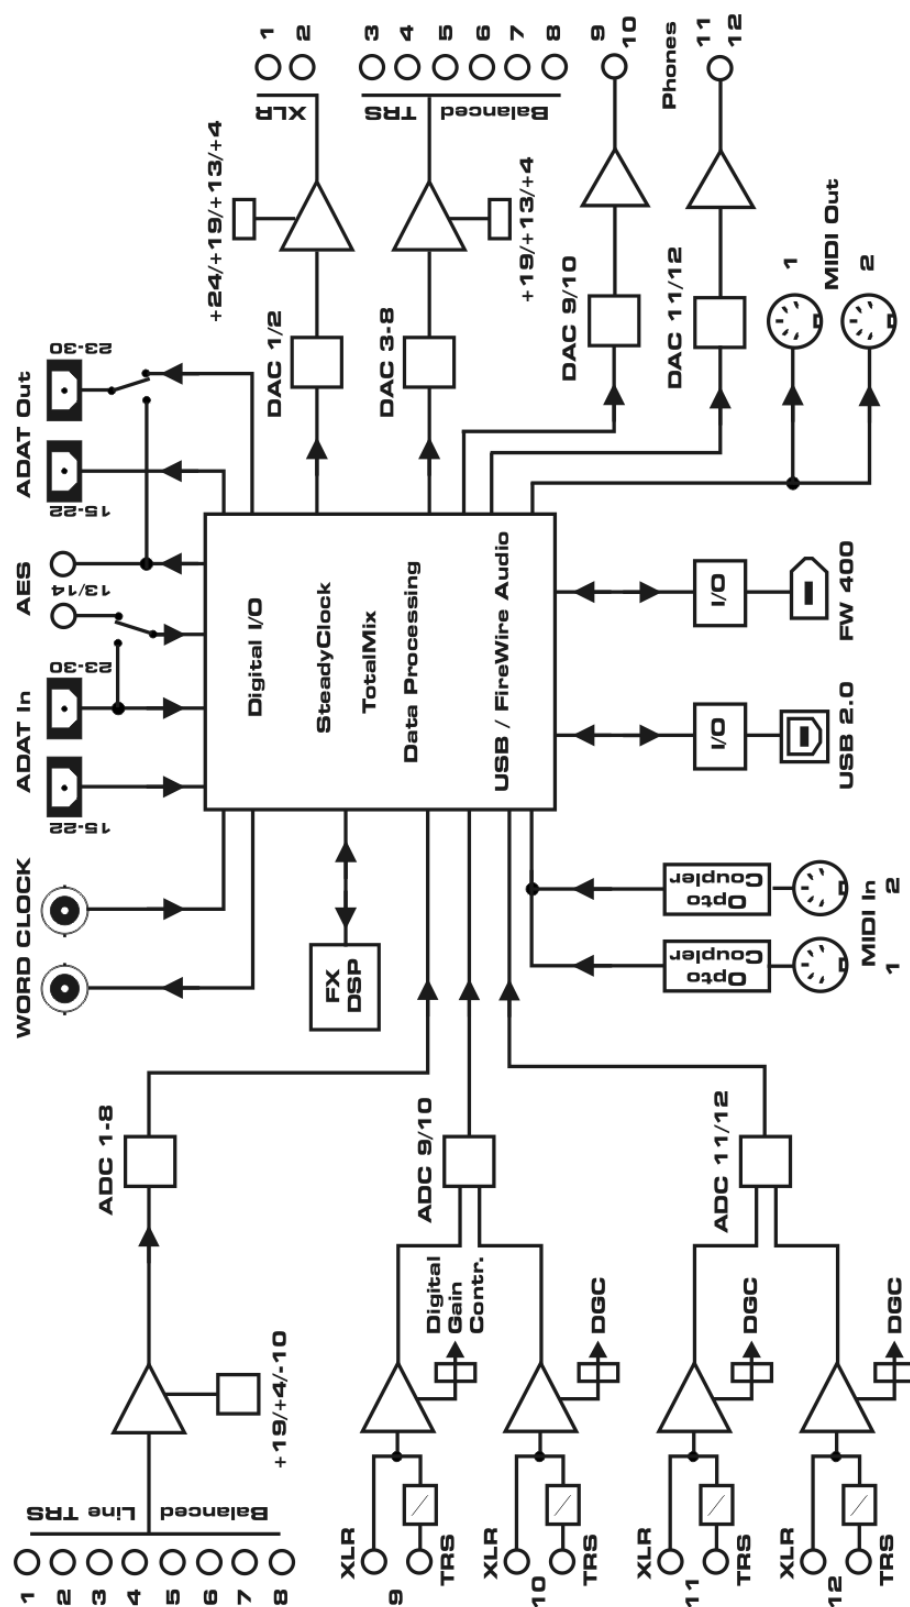 1
2
3
4
5
6
7
8
9
10
11
12
Phones
XLR
TRS
Balanced
+24/+19/+13/+4
+19/+13/+4
DAC 1/2
DAC 3-8
DAC 9/10
DAC 11/12
1
MIDI Out
2
ADAT Out
23-30
15-22
AES
13/14
ADAT In
23-30
15-22
Digital I/O
SteadyClock
TotalMix
Data Processing
USB / FireWire Audio
I/O
FW 400
I/O
USB 2.0
WORD CLOCK
FX
DSP
Opto
Coupler
Opto
Coupler
MIDI In
2
1
ADC 1-8
ADC 9/10
ADC 11/12
+19/+4/-10
Digital
Gain
Contr.
DGC
DGC
DGC
Balanced
Line TRS
1
2
3
4
5
6
7
8
XLR
9
TRS
XLR
10
TRS
XLR
11
TRS
XLR
12
TRS